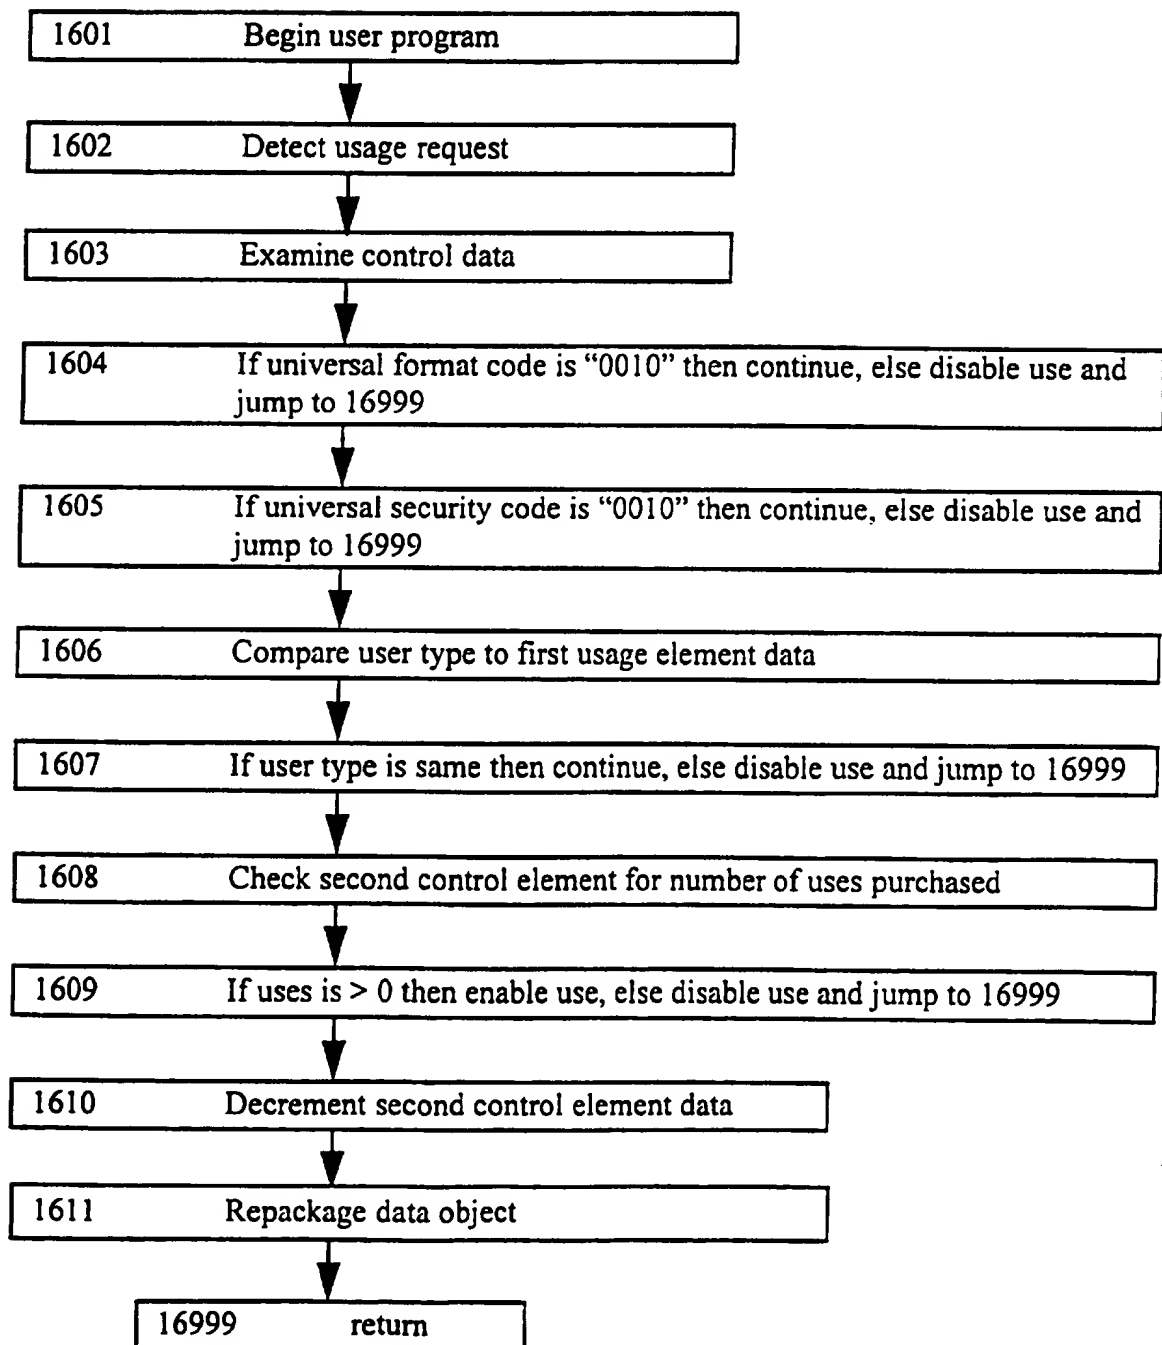 1601 Begin user program
1602 Detect usage request
1603 Examine control data
1604 If universal format code is “0010” then continue, else disable use and
jump to 16999
1605 If universal security code is “0010” then continue, else disable use and
jump to 16999
1606 Compare user type to first usage element data
1607 If user type is same then continue, else disable use and jump to 16999
1608 Check second control element for number of uses purchased
1609 If uses is > 0 then enable use, else disable use and jump to 16999
1610 Decrement second control element data
1611 Repackage data object
16999 return